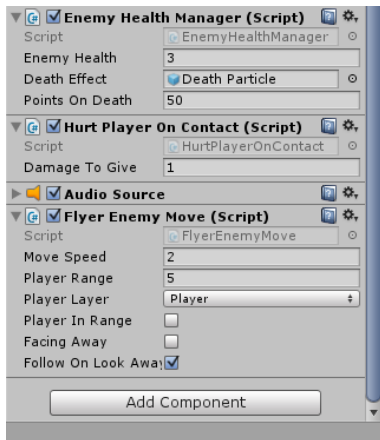 Enemy Health Manager (Script)
Script EnemyHealthManager
Enemy Health 3
Death Effect Death Particle
Points On Death 50
Hurt Player On Contact (Script)
Script HurtPlayerOnContact
Damage To Give 1
Audio Source
Flyer Enemy Move (Script)
Script FlyerEnemyMove
Move Speed 2
Player Range 5
Player Layer Player
Player In Range
Facing Away
Follow On Look Away
Add Component